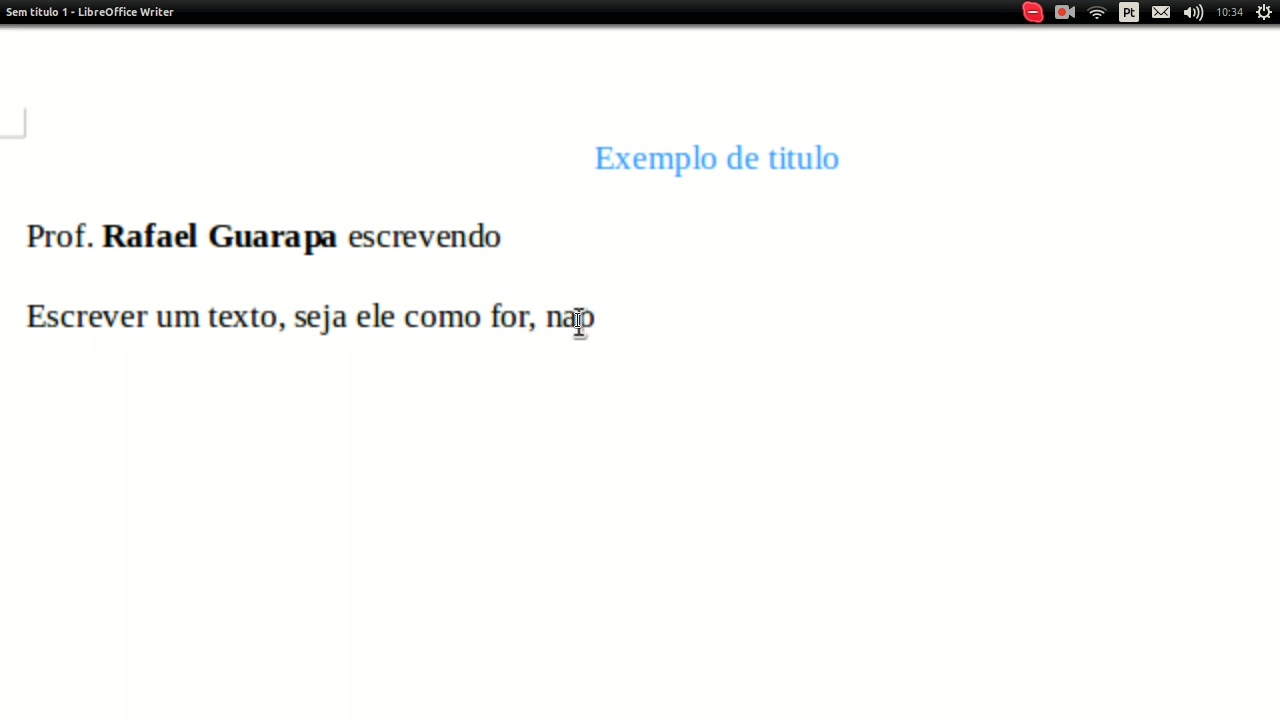 Sem titulo 1 - LibreOffice Writer
Pt
10:34
Exemplo de titulo
Prof. Rafael Guarapa escrevendo
Escrever um texto, seja ele como for, nao